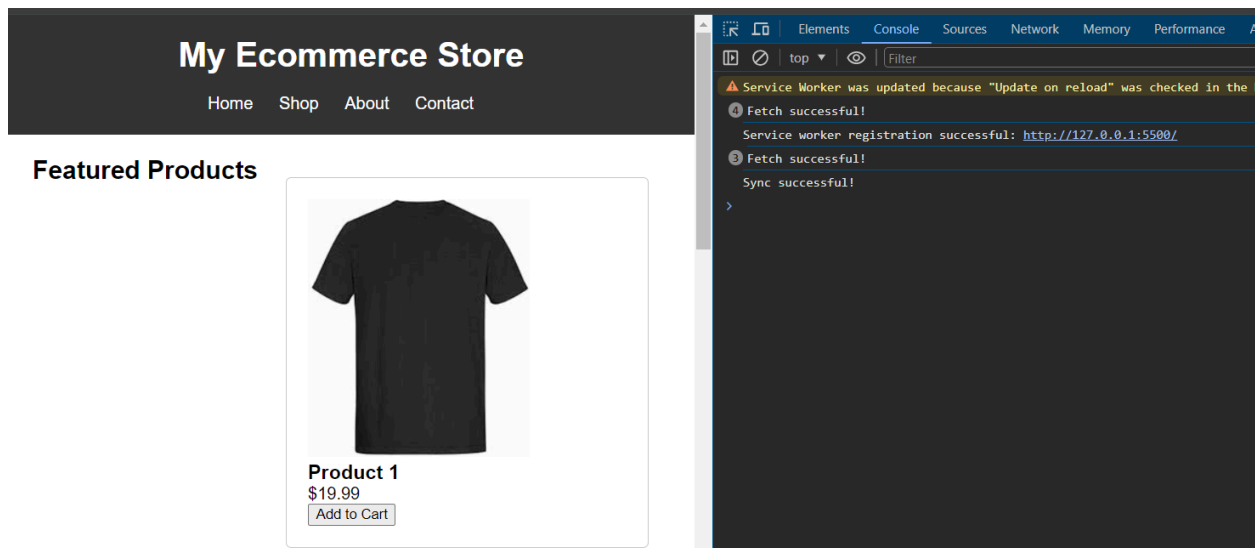 My Ecommerce Store
Home Shop About Contact
Featured Products
Product 1
$19.99
Add to Cart
Elements Console Sources Network Memory Performance
top Filter
Service Worker was updated because "Update on reload" was checked in the
4 Fetch successful!
Service worker registration successful: http://127.0.0.1:5500/
3 Fetch successful!
Sync successful!